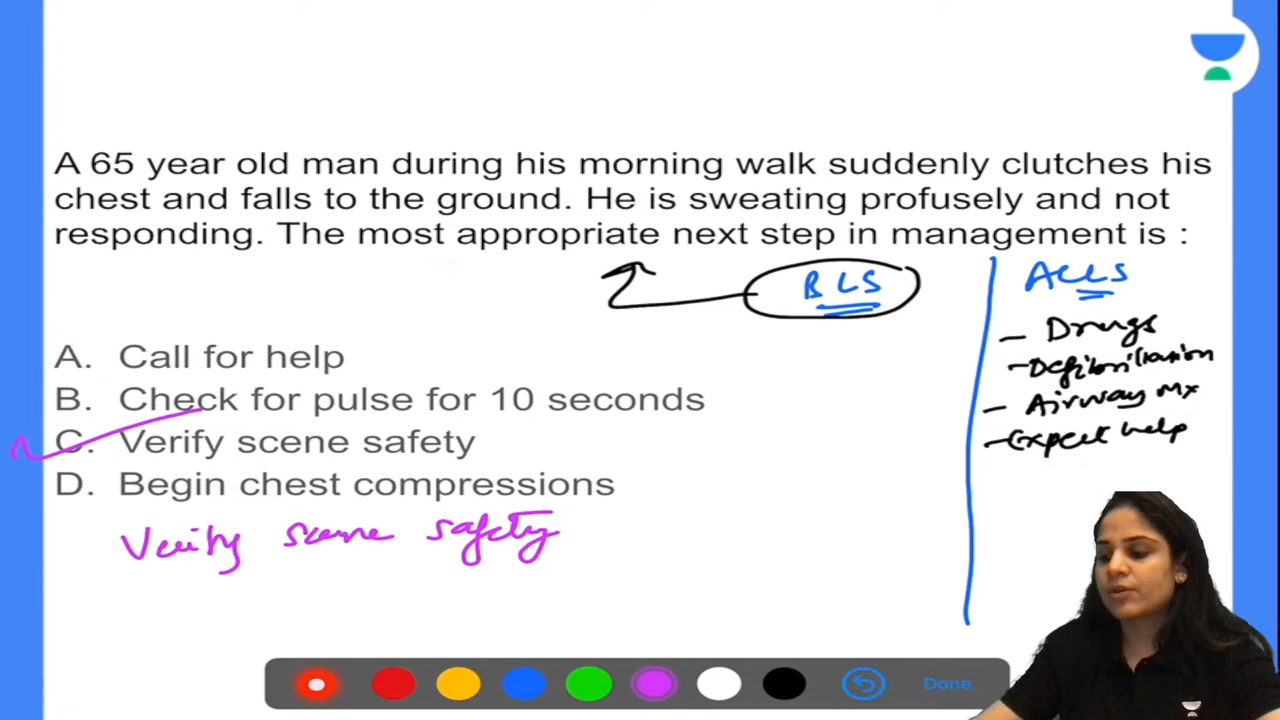 A 65 year old man during his morning walk suddenly clutches his
chest and falls to the ground. He is sweating profusely and not
responding. The most appropriate next step in management is :
BLS
ACLS
- Drugs
- Defibrillation
- Airway Mx
- Expert help
A. Call for help
B. Check for pulse for 10 seconds
C. Verify scene safety
D. Begin chest compressions
Verify scene safety
Done